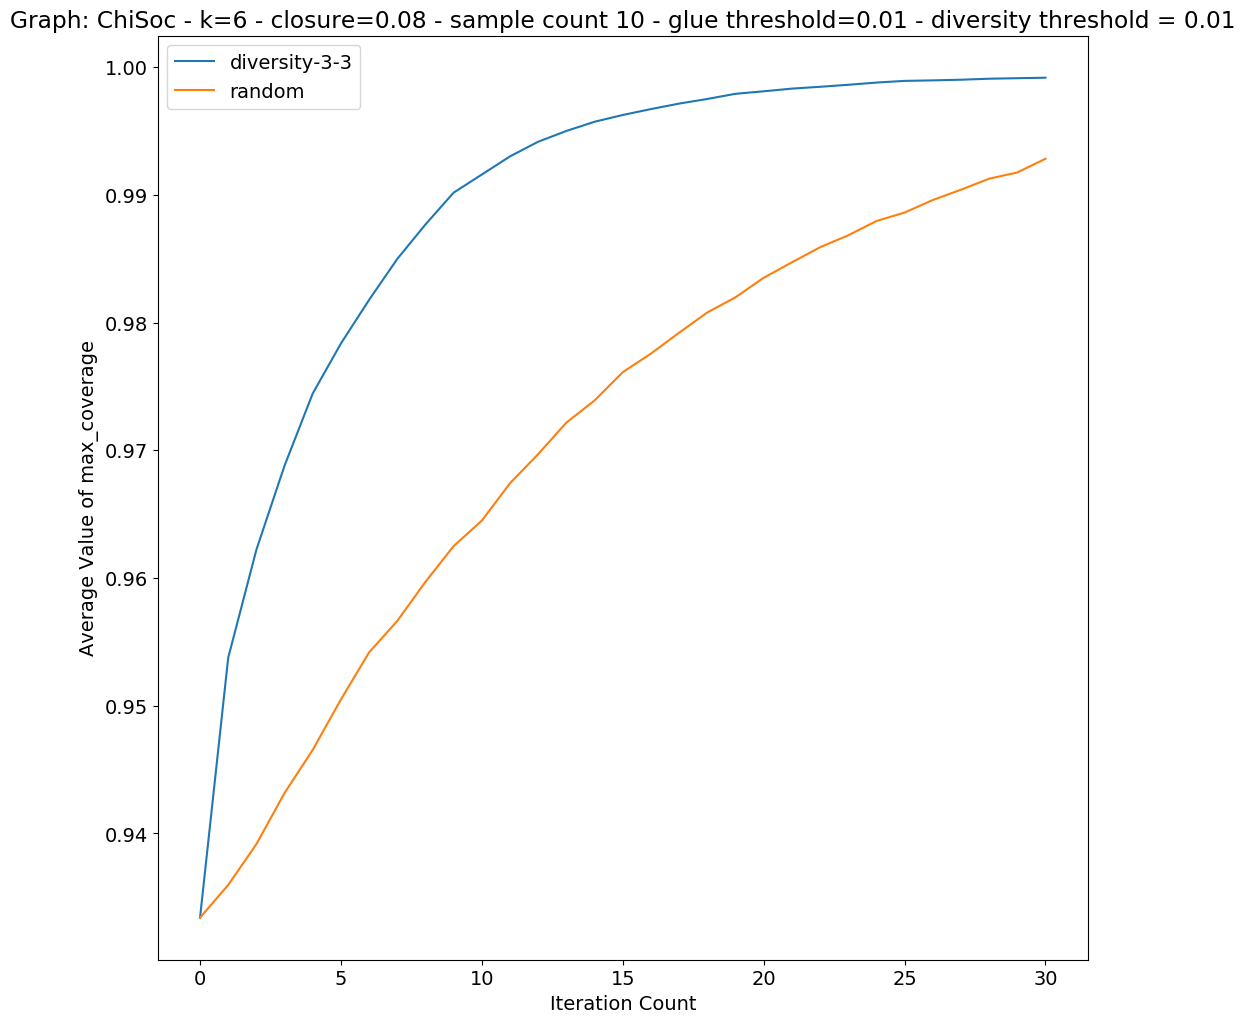 Graph: ChiSoc - k=6 - closure=0.08 - sample count 10 - glue threshold=0.01 - diversity threshold = 0.01
diversity-3-3
random
1.00
0.99
0.98
0.97
0.96
0.95
0.94
Average Value of max_coverage
0 5 10 15 20 25 30
Iteration Count